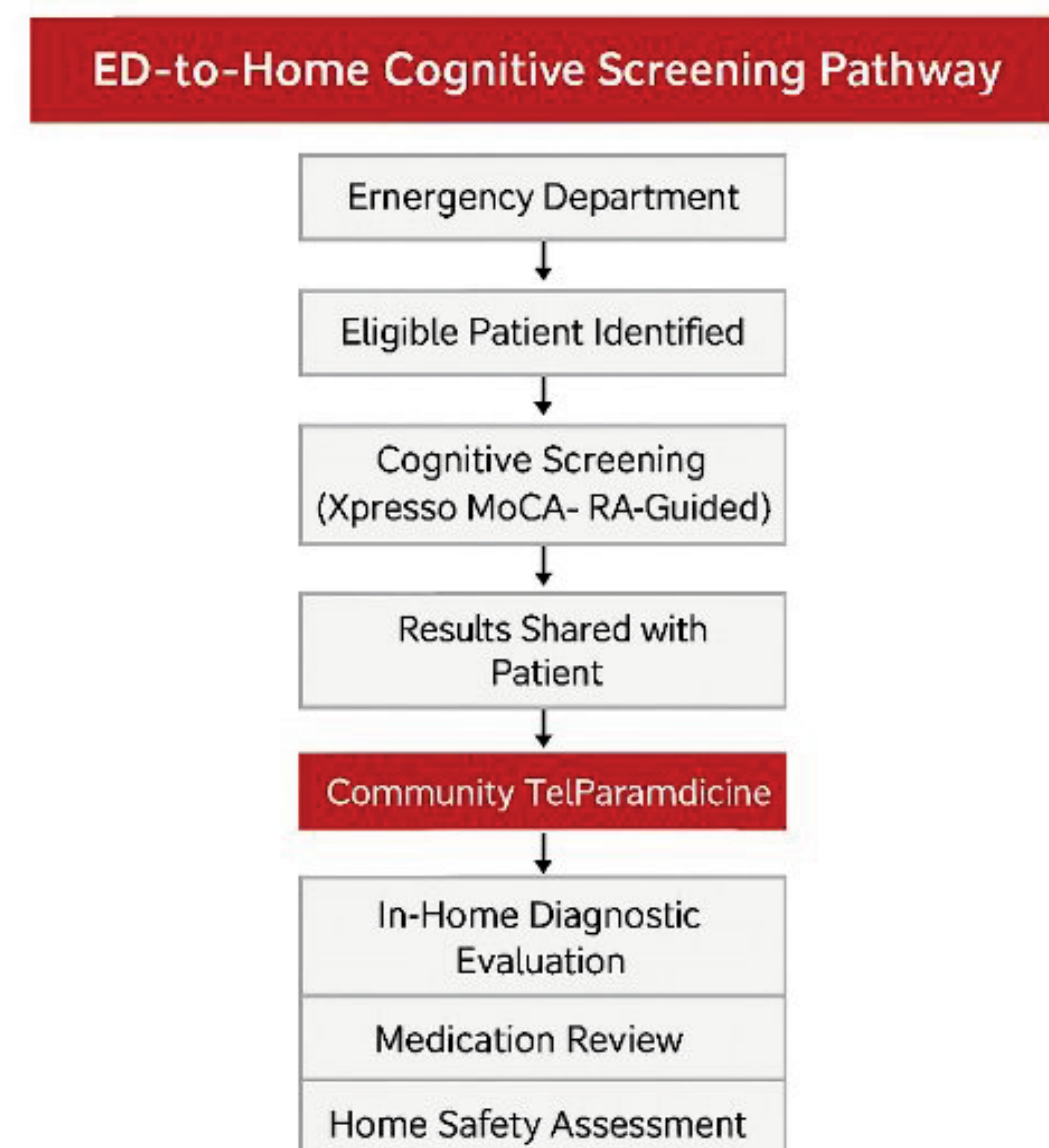 ED-to-Home Cognitive Screening Pathway
Ernergency Department
Eligible Patient Identified
Cognitive Screening
(Xpresso MoCA- RA-Guided)
Results Shared with
Patient
Community TelParamdicine
In-Home Diagnostic
Evaluation
Medication Review
Home Safety Assessment